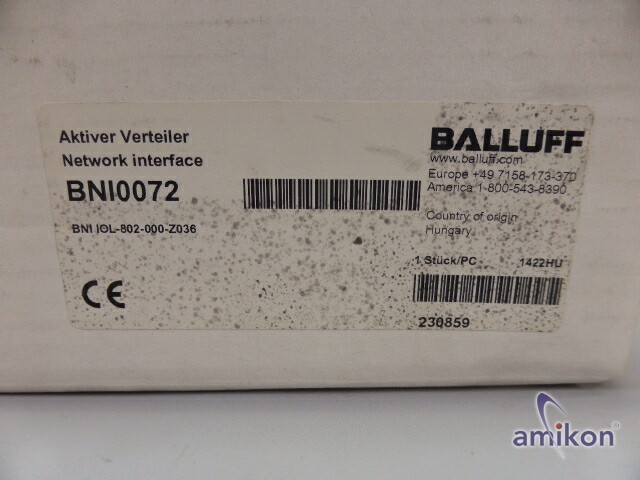 Aktiver Verteiler
Network interface
BNI0072
BNI IOL-802-000-Z036
BALLUFF
www.balluff.com
Europe +49 7158-173-370
America 1-800-543-8390
Country of origin
Hungary
1 Stück/PC 1422HU
230859
CE
amikon